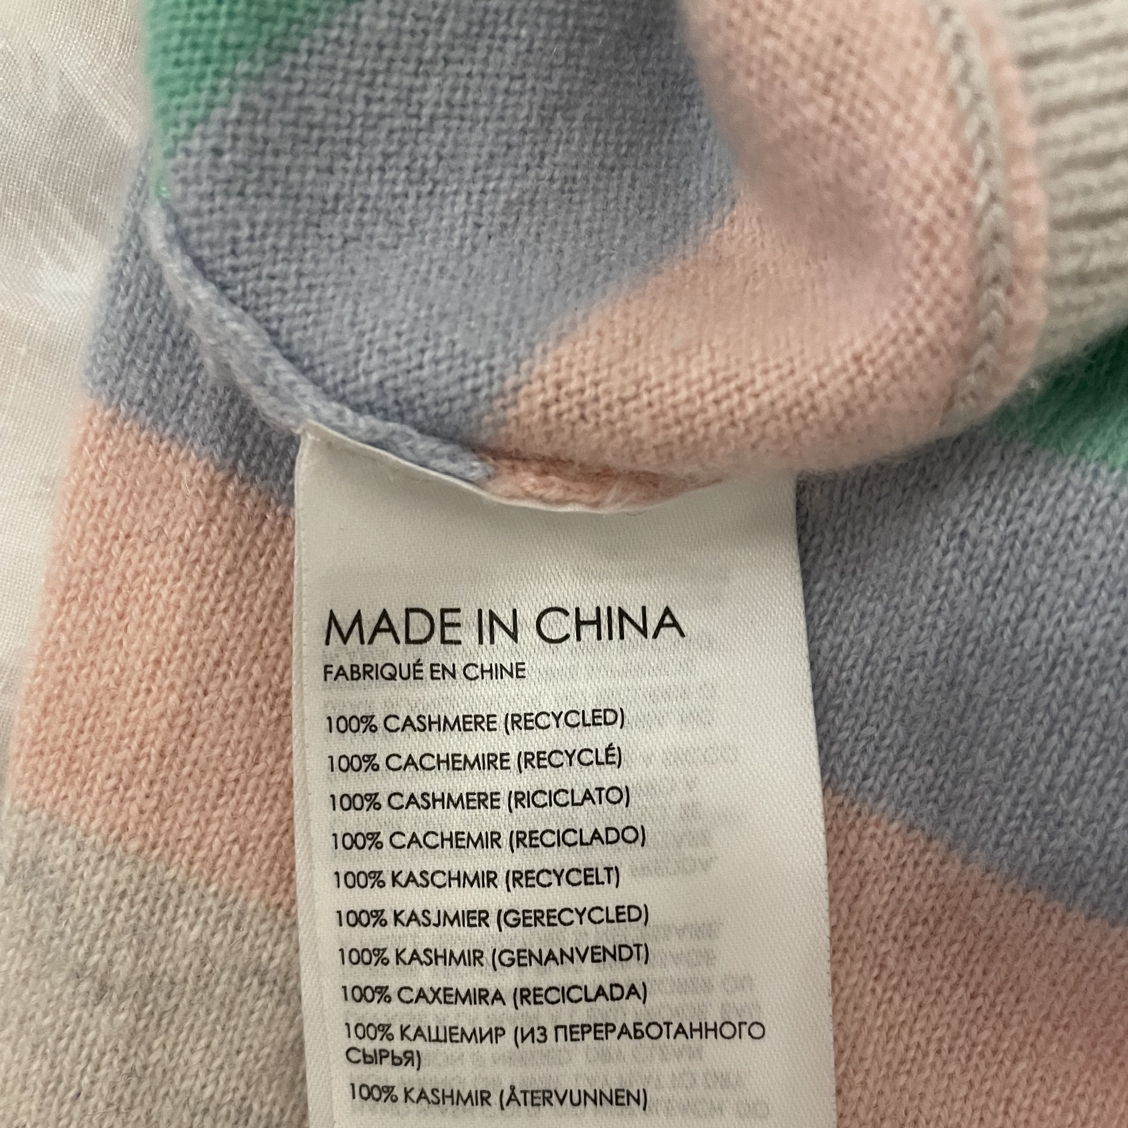 MADE IN CHINA
FABRIQUÉ EN CHINE
100% CASHMERE (RECYCLED)
100% CACHEMIRE (RECYCLÉ)
100% CASHMERE (RICICLATO)
100% CACHEMIR (RECICLADO)
100% KASCHMIR (RECYCELT)
100% KASJMIER (GERECYCLED)
100% KASHMIR (GENANVENDT)
100% CAXEMIRA (RECICLADA)
100% КАШЕМИР (ИЗ ПЕРЕРАБОТАННОГО
СЫРЬЯ)
100% KASHMIR (ÅTERVUNNEN)